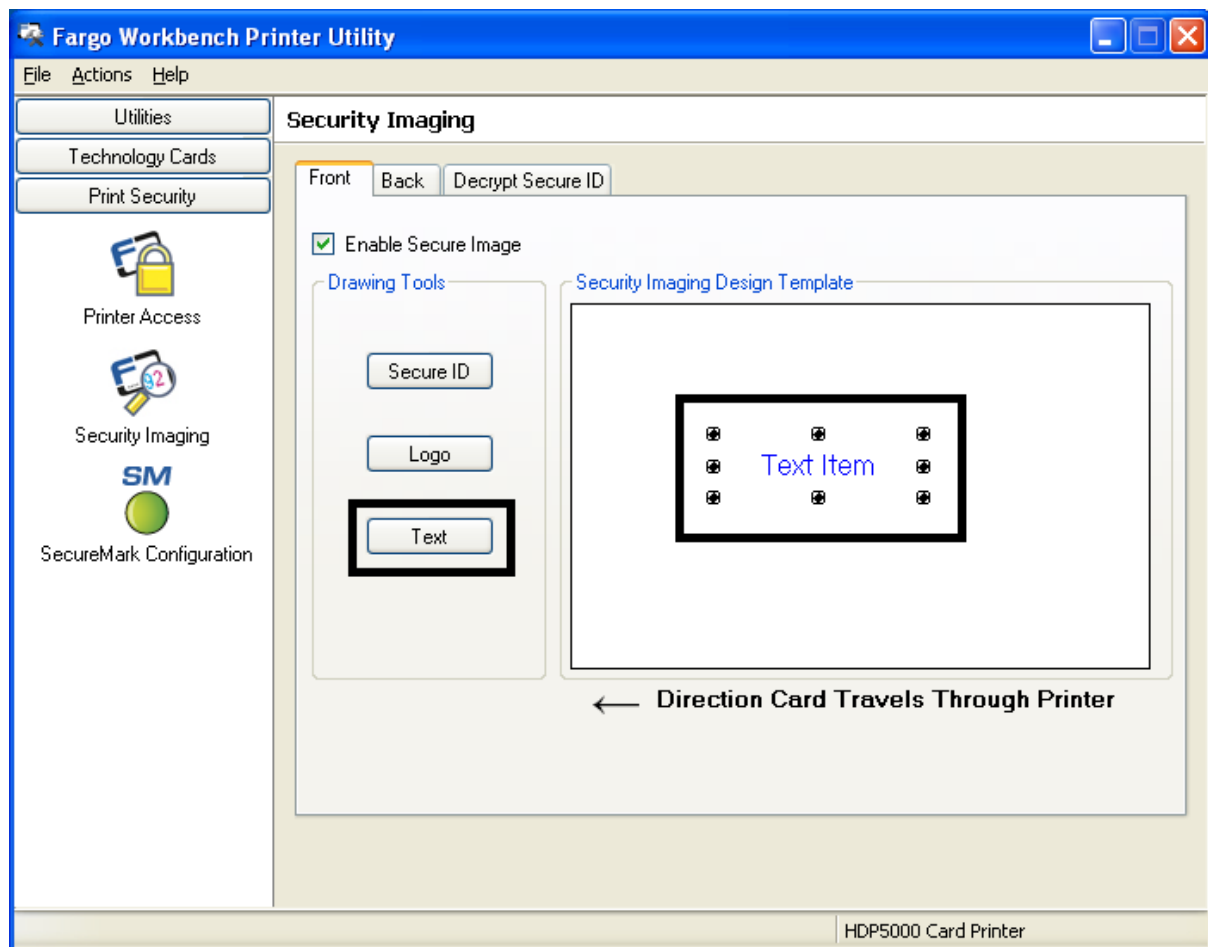 Fargo Workbench Printer Utility
File Actions Help
Utilities
Technology Cards
Print Security
Printer Access
Security Imaging
SM
SecureMark Configuration
Security Imaging
Front Back Decrypt Secure ID
Enable Secure Image
Drawing Tools
Secure ID
Logo
Text
Security Imaging Design Template
Text Item
← Direction Card Travels Through Printer
HDP5000 Card Printer